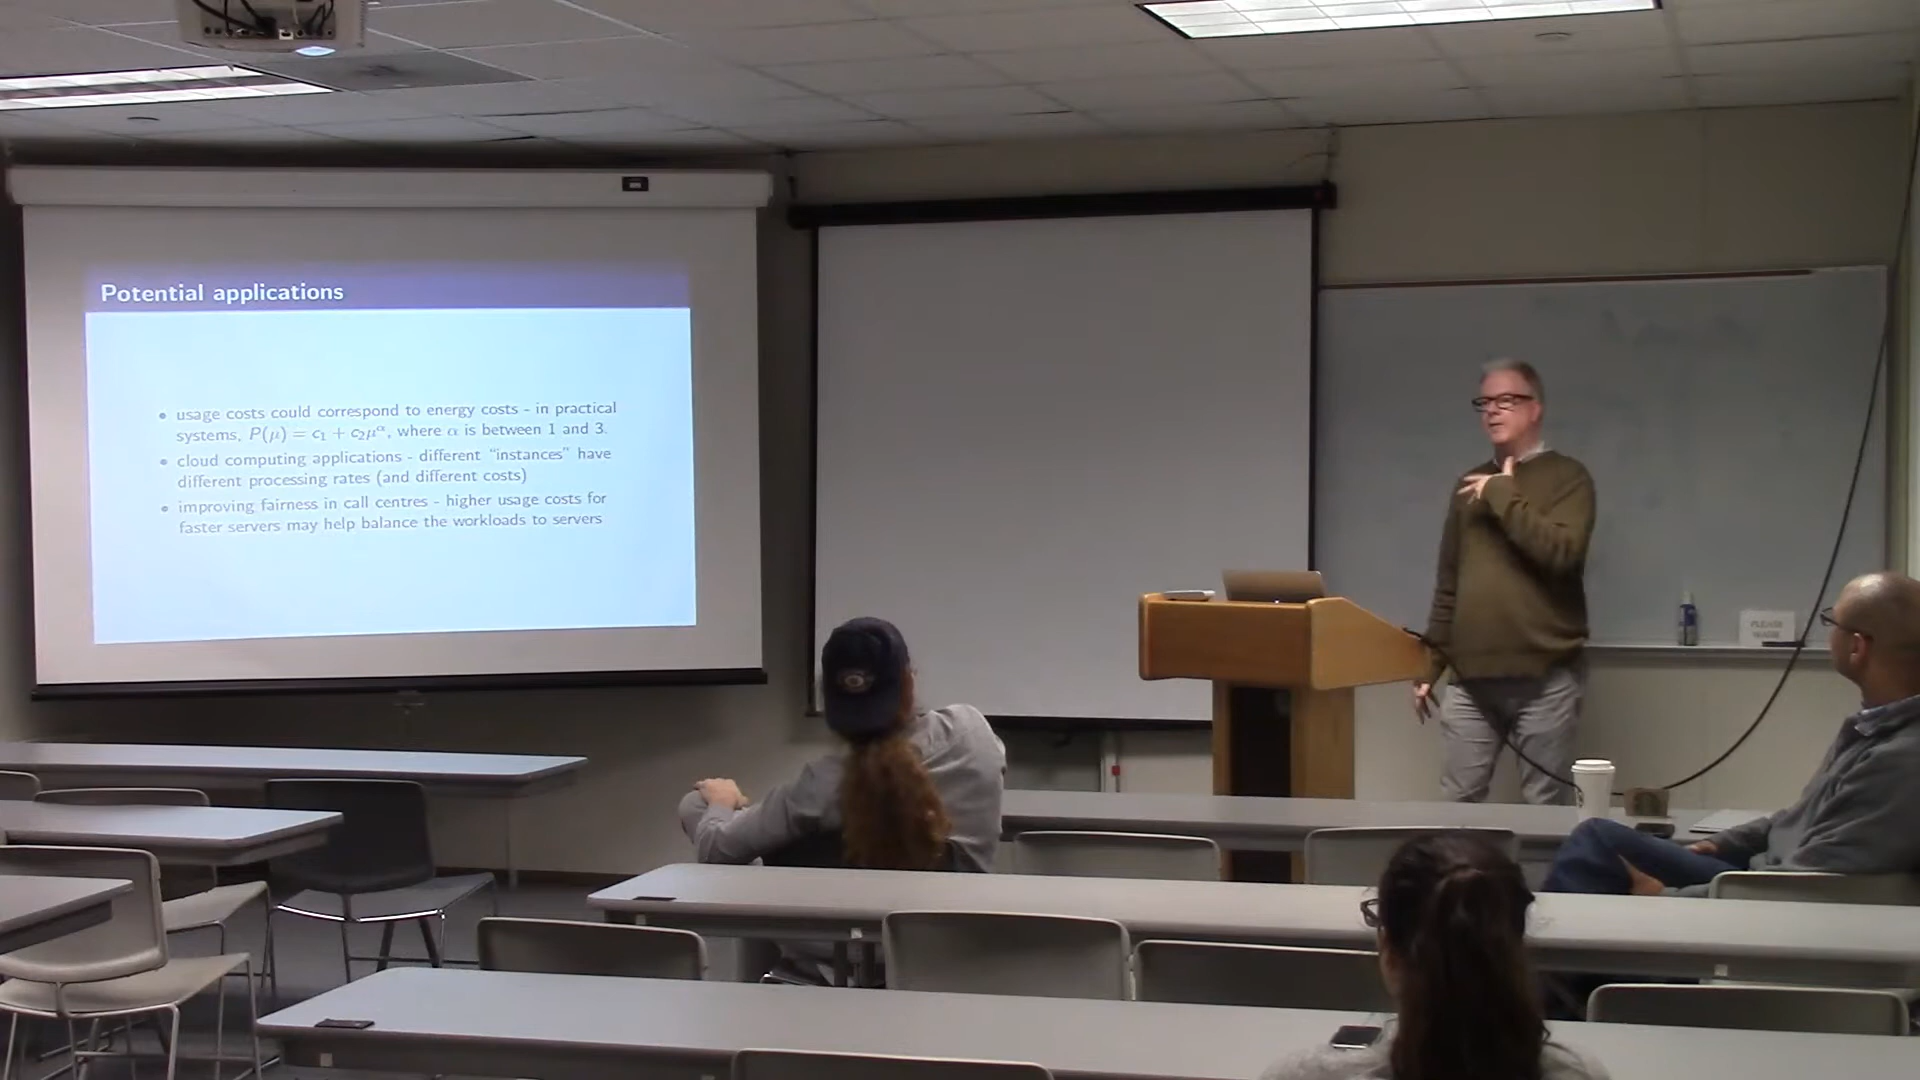 Potential applications
• usage costs could correspond to energy costs - in practical
systems, P(μ) = c₁ + c₂μ^α, where α is between 1 and 3.
• cloud computing applications - different "instances" have
different processing rates (and different costs)
• improving fairness in call centres - higher usage costs for
faster servers may help balance the workloads to servers
PLEASE